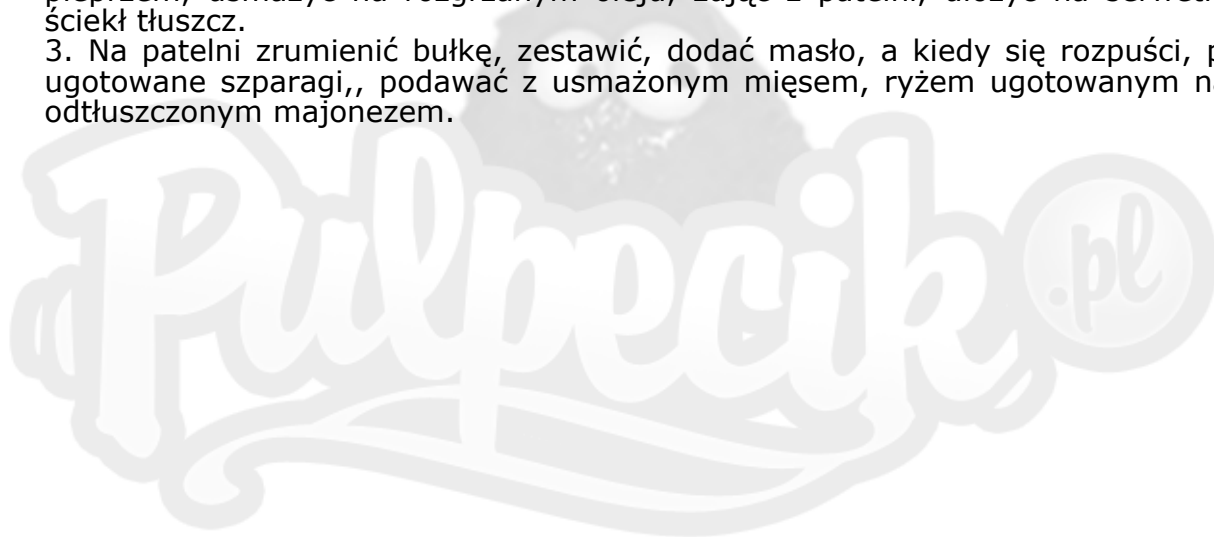 ściekł tłuszcz.
3. Na patelni zrumienić bułkę, zestawić, dodać masło, a kiedy się rozpuści, p
ugotowane szparagi,, podawać z usmażonym mięsem, ryżem ugotowanym na
odtłuszczonym majonezem.
Pulpecik
.pl